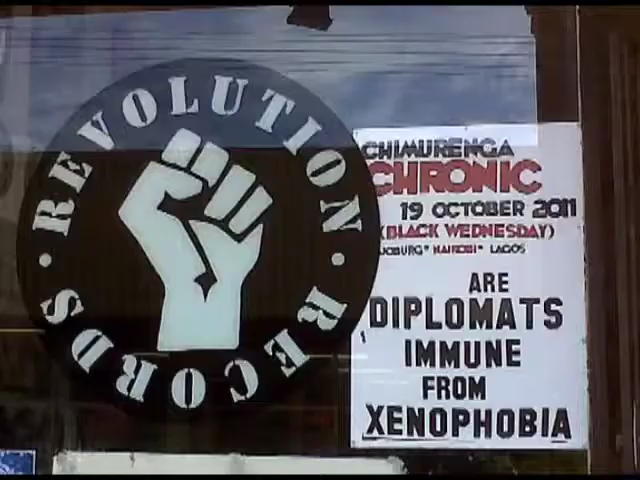 REVOLUTION
RECORDS
CHIMURENGA
CHRONIC
19 OCTOBER 2011
(BLACK WEDNESDAY)
JOBURG* NAIROBI* LAGOS
ARE
DIPLOMATS
IMMUNE
FROM
XENOPHOBIA